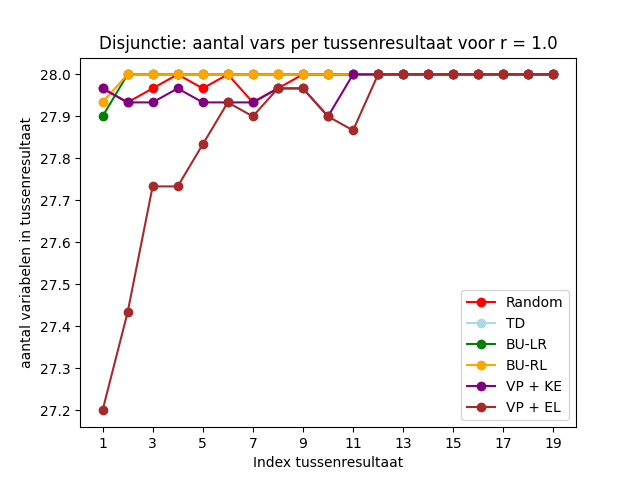 Disjunctie: aantal vars per tussenresultaat voor r = 1.0
aantal variabelen in tussenresultaat
28.0
27.9
27.8
27.7
27.6
27.5
27.4
27.3
27.2
Random
TD
BU-LR
BU-RL
VP + KE
VP + EL
1 3 5 7 9 11 13 15 17 19
Index tussenresultaat